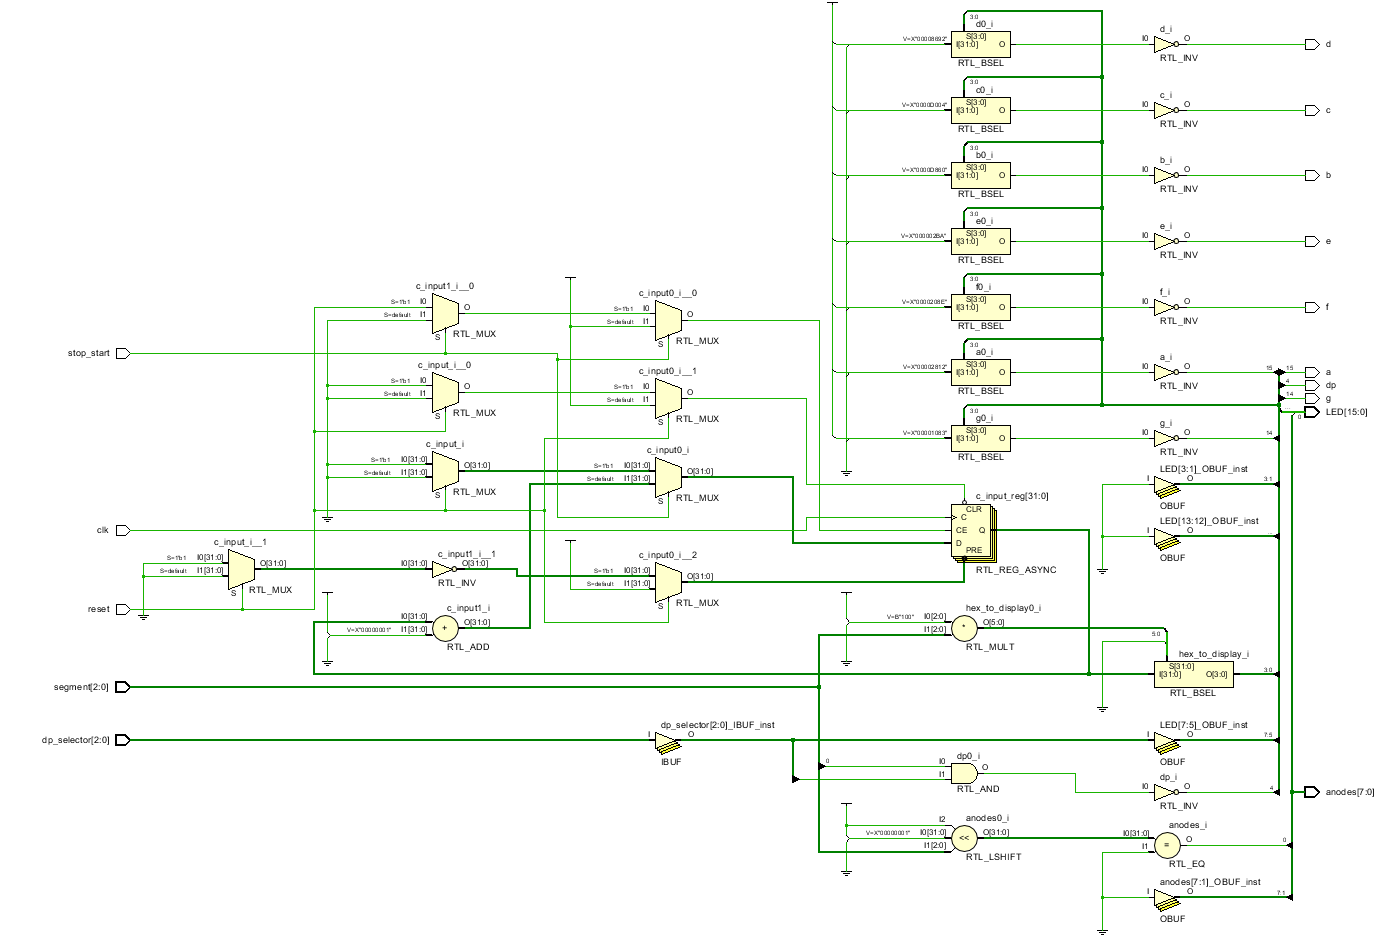 3:0
d0_i
V=X"00008692"
S[3:0]
I[31:0] O
RTL_BSEL
d_i
I0 O
RTL_INV
d
3:0
c0_i
V=X"0000D004"
S[3:0]
I[31:0] O
RTL_BSEL
c_i
I0 O
RTL_INV
c
3:0
b0_i
V=X"0000D860"
S[3:0]
I[31:0] O
RTL_BSEL
b_i
I0 O
RTL_INV
b
3:0
e0_i
V=X"000002BA"
S[3:0]
I[31:0] O
RTL_BSEL
e_i
I0 O
RTL_INV
e
3:0
f0_i
V=X"0000208E"
S[3:0]
I[31:0] O
RTL_BSEL
f_i
I0 O
RTL_INV
f
3:0
a0_i
V=X"00002812"
S[3:0]
I[31:0] O
RTL_BSEL
a_i
I0 O
RTL_INV
15 15
a
4
dp
14
g
LED[15:0]
0
3:0
g0_i
V=X"00001083"
S[3:0]
I[31:0] O
RTL_BSEL
g_i
I0 O
RTL_INV
14
c_input1_i__0
S=1'b1 I0
S=default I1
O
S
RTL_MUX
c_input0_i__0
I0
S=default I1
O
S
RTL_MUX
stop_start
c_input_i__0
S=1'b1 I0
S=default I1
O
S
RTL_MUX
c_input0_i__1
S=1'b1 I0
S=default I1
O
S
RTL_MUX
c_input_i
S=1'b1 I0[31:0]
S=default I1[31:0]
O[31:0]
S
RTL_MUX
c_input0_i
S=1'b1 I0[31:0]
S=default I1[31:0]
O[31:0]
S
RTL_MUX
LED[3:1]_OBUF_inst
I O
OBUF
3:1
LED[13:12]_OBUF_inst
I O
OBUF
c_input_reg[31:0]
CLR
C
CE Q
D
PRE
RTL_REG_ASYNC
clk
c_input_i__1
S=1'b1 I0[31:0]
S=default I1[31:0]
O[31:0]
S
RTL_MUX
c_input1_i__1
I0[31:0] O[31:0]
RTL_INV
c_input0_i__2
S=1'b1 I0[31:0]
S=default I1[31:0]
O[31:0]
S
RTL_MUX
reset
c_input1_i
I0[31:0]
V=X"00000001" I1[31:0]
+
O[31:0]
RTL_ADD
hex_to_display0_i
V=B"100" I0[2:0]
I1[2:0]
*
O[5:0]
RTL_MULT
5:0
hex_to_display_i
S[31:0]
I[31:0] O[3:0]
RTL_BSEL
3:0
segment[2:0]
dp_selector[2:0]
dp_selector[2:0]_IBUF_inst
I O
IBUF
LED[7:5]_OBUF_inst
I O
OBUF
7:5
dp0_i
0
I0
I1
O
RTL_AND
dp_i
I0 O
RTL_INV
4
anodes[7:0]
anodes0_i
I2
V=X"00000001" I0[31:0]
I1[2:0]
<<
O[31:0]
RTL_LSHIFT
anodes_i
I0[31:0]
I1
=
O
RTL_EQ
0
anodes[7:1]_OBUF_inst
I O
OBUF
7:1